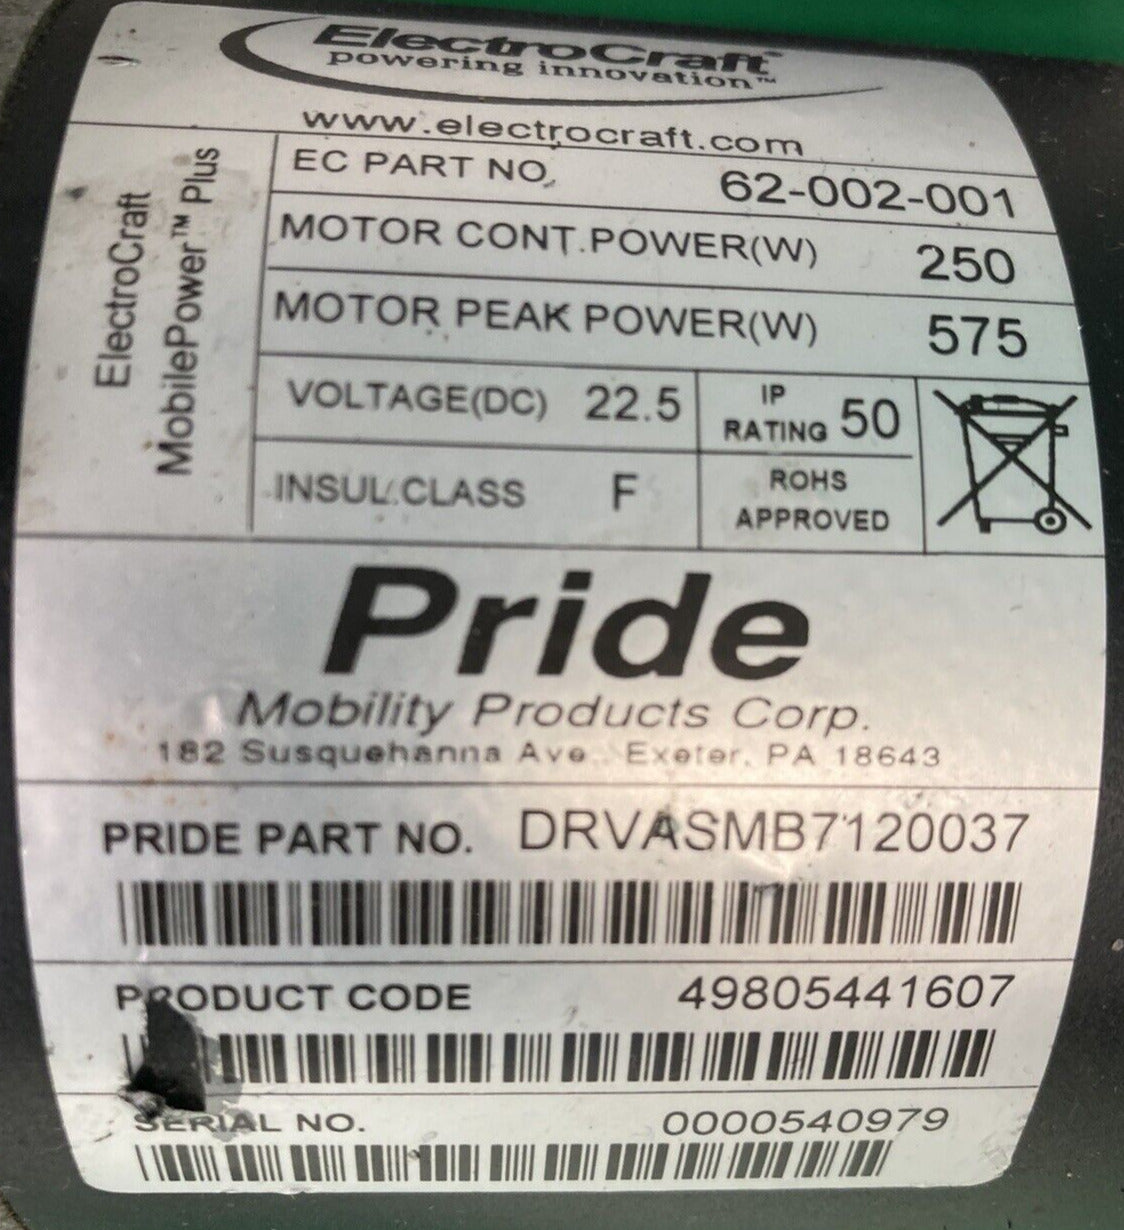 ElectroCraft
powering innovation™
www.electrocraft.com
ElectroCraft
MobilePower™ Plus
EC PART NO. 62-002-001
MOTOR CONT.POWER(W) 250
MOTOR PEAK POWER(W) 575
VOLTAGE(DC) 22.5
IP
RATING 50
INSUL.CLASS F
ROHS
APPROVED
Pride
Mobility Products Corp.
182 Susquehanna Ave. Exeter, PA 18643
PRIDE PART NO. DRVASMB7120037
PRODUCT CODE 49805441607
SERIAL NO. 0000540979